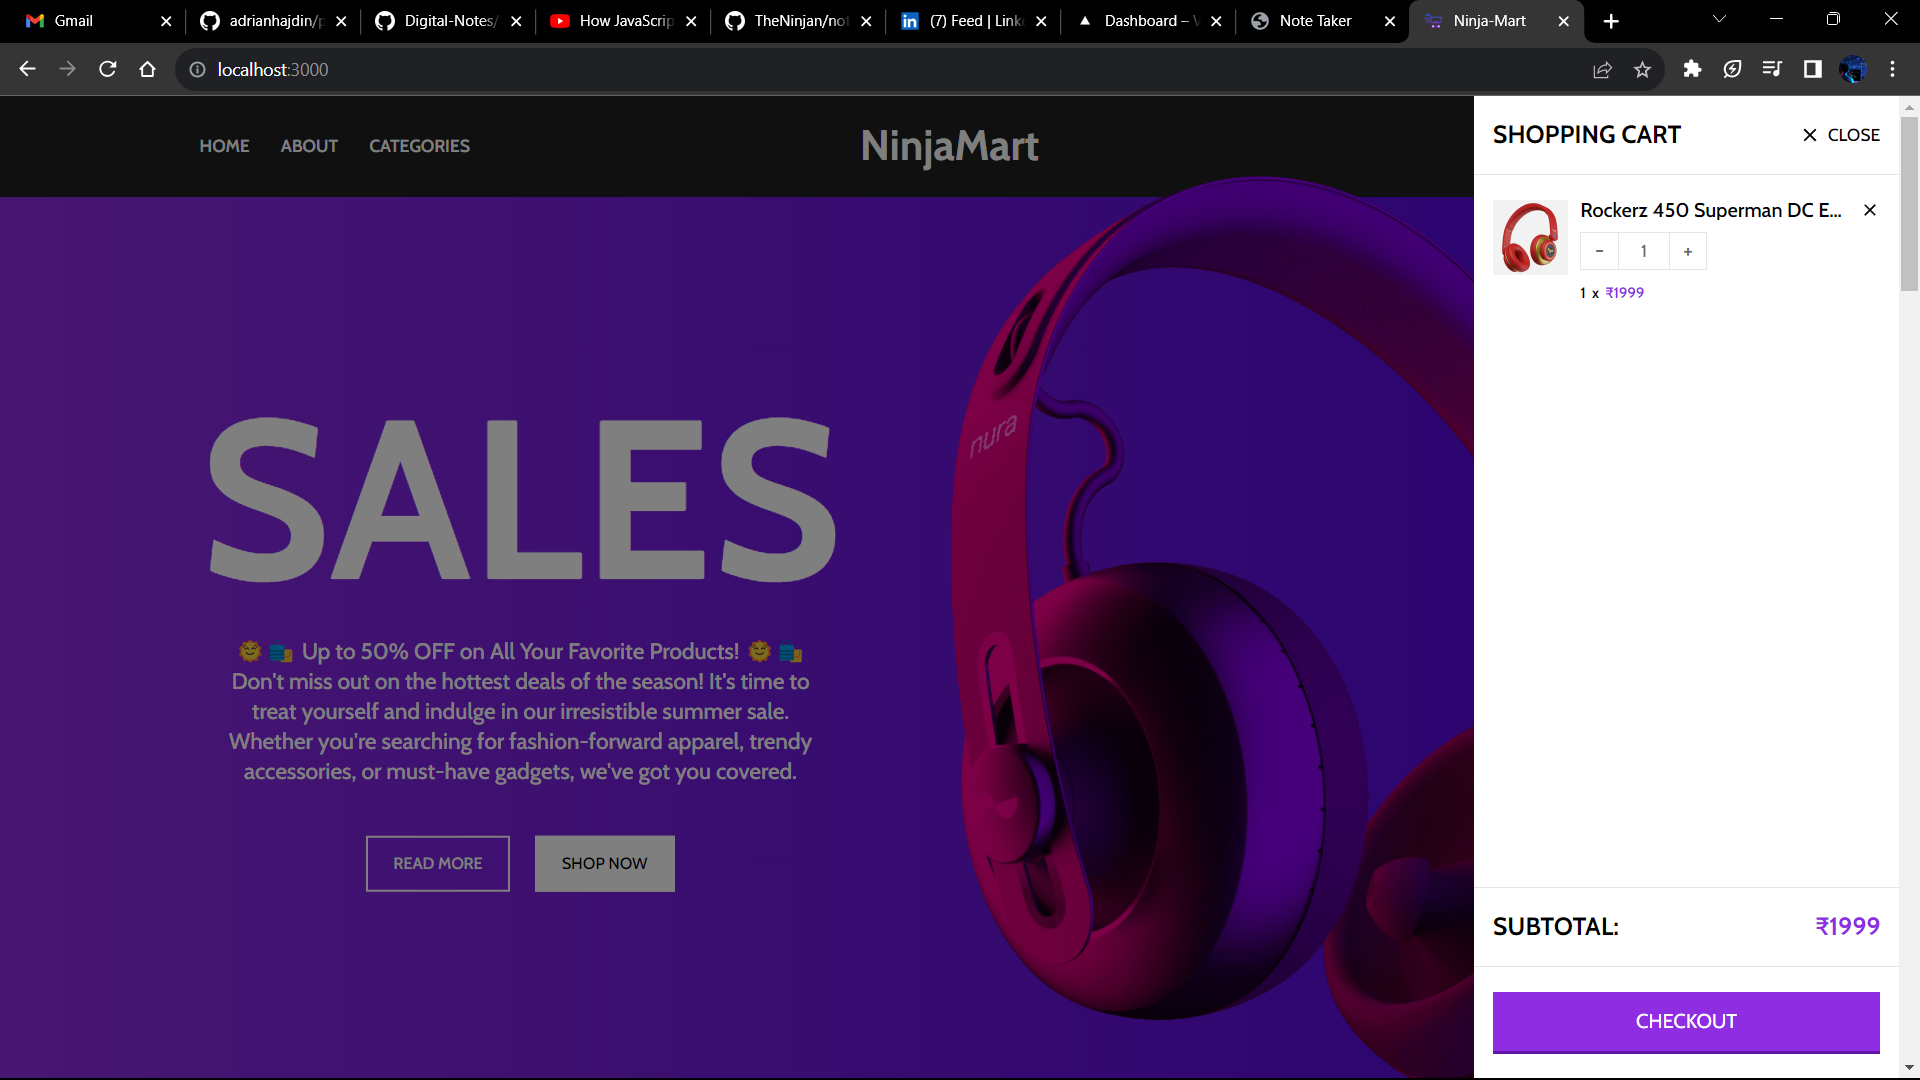 Gmail
adrianhajdin/p
Digital-Notes/
How JavaScrip
TheNinjan/not
(7) Feed | Linke
Dashboard – V
Note Taker
Ninja-Mart
localhost:3000
HOME
ABOUT
CATEGORIES
NinjaMart
SHOPPING CART
CLOSE
Rockerz 450 Superman DC E...
- 1 +
1 x ₹1999
nura
SALES
🌞 🛍️ Up to 50% OFF on All Your Favorite Products! 🌞 🛍️
Don't miss out on the hottest deals of the season! It's time to
treat yourself and indulge in our irresistible summer sale.
Whether you're searching for fashion-forward apparel, trendy
accessories, or must-have gadgets, we've got you covered.
READ MORE
SHOP NOW
SUBTOTAL:
₹1999
CHECKOUT